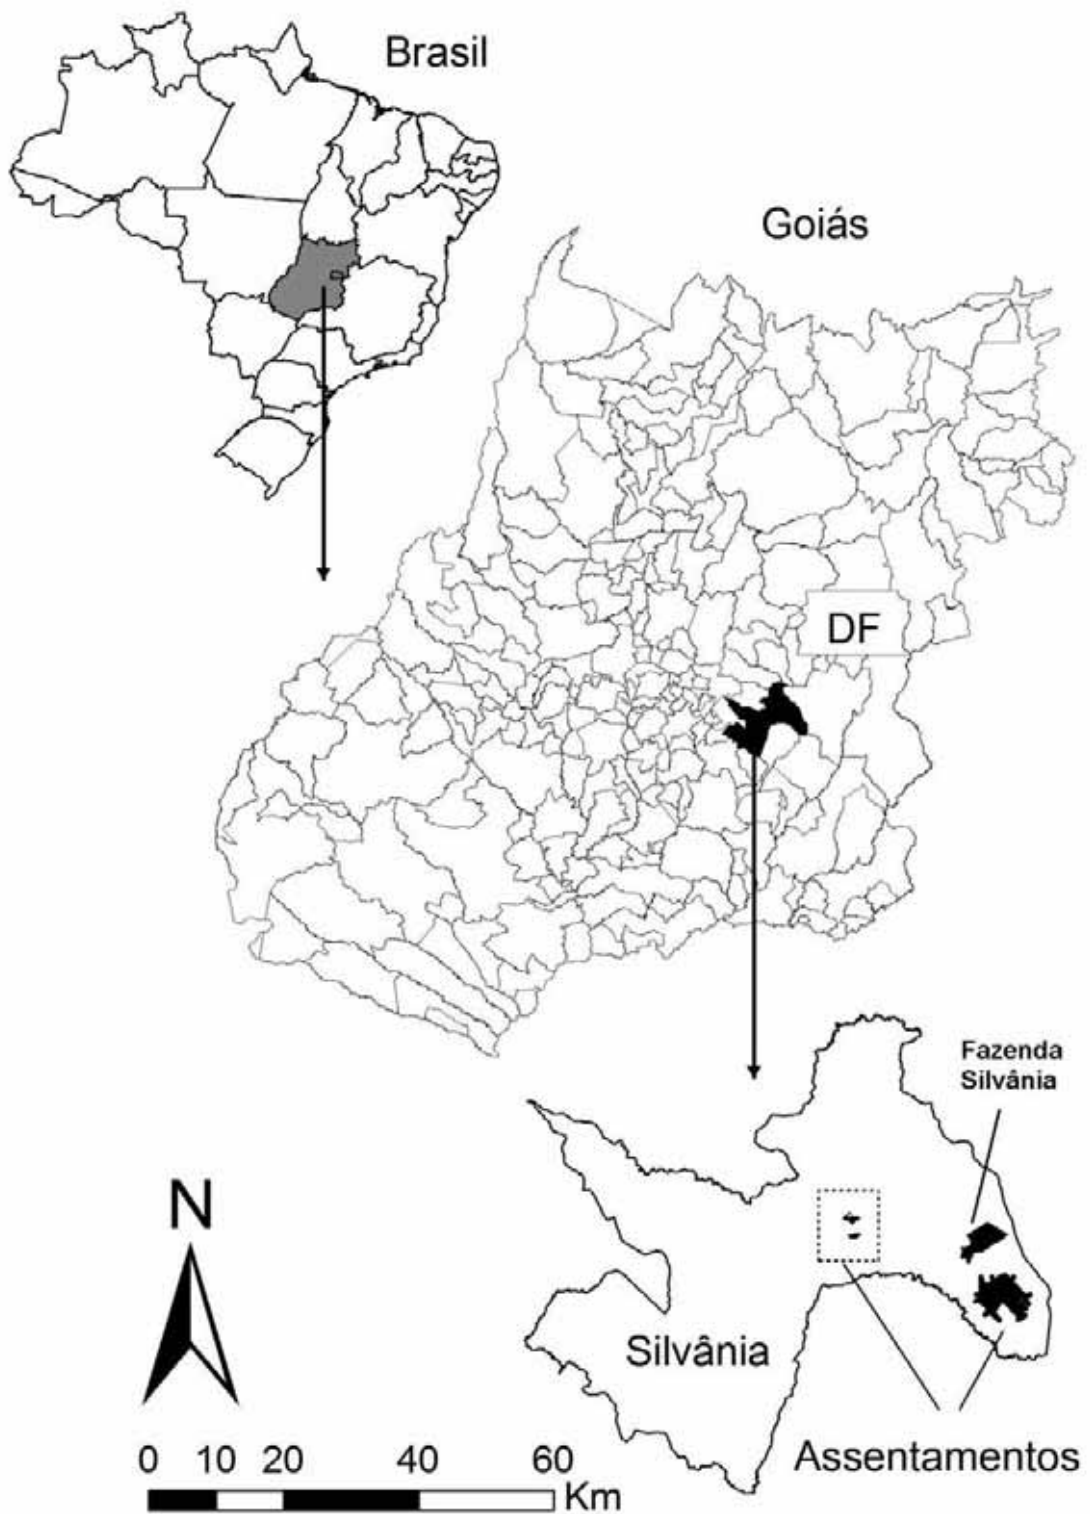 Brasil
Goiás
DF
Fazenda
Silvânia
N
Silvânia
Assentamentos
0 10 20 40 60
Km